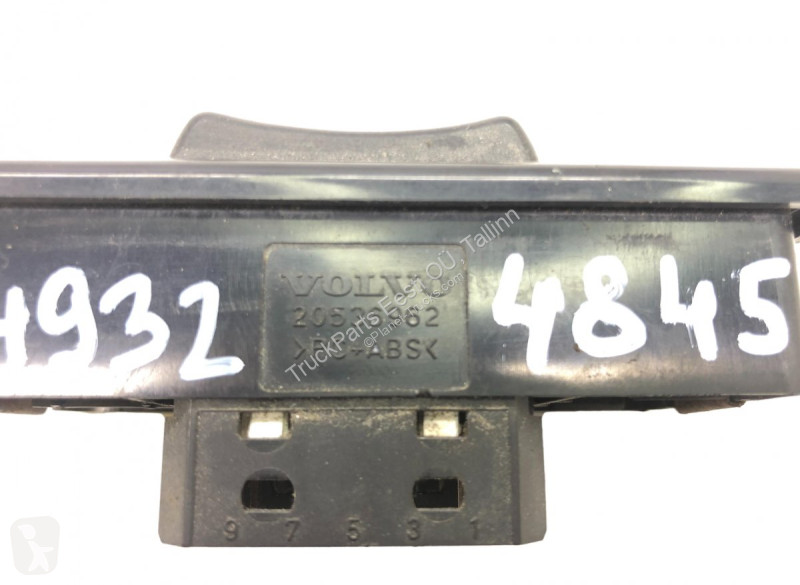 4932
4845
VOLVO
>PC+ABS<
9 7 5 3 1
TruckParts Eesti OÜ, Tallinn